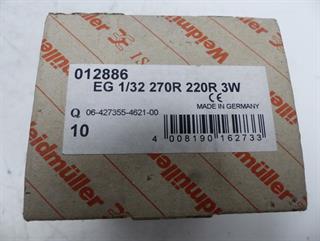 Weidmüller
012886
EG 1/32 270R 220R 3W
CE
06-427355-4621-00
MADE IN GERMANY
Q
10
4 008190 162733
eidmüller
Weidmüller